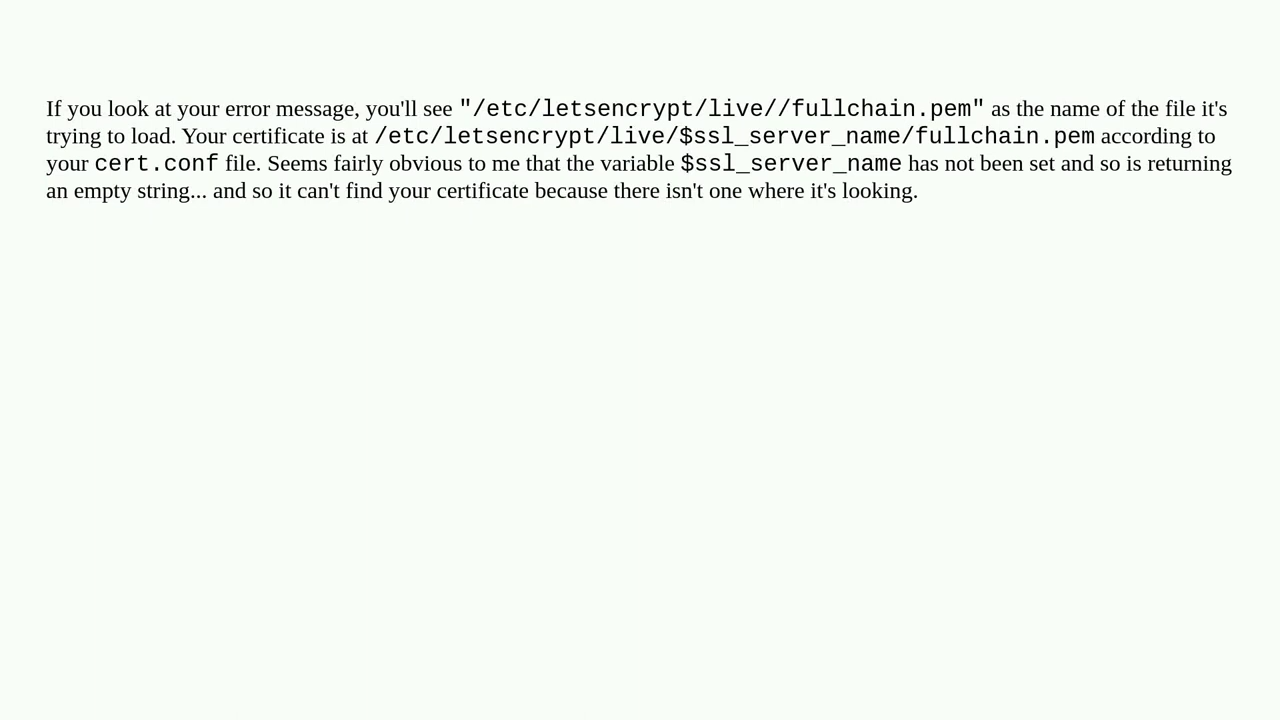 If you look at your error message, you'll see "/etc/letsencrypt/live//fullchain.pem" as the name of the file it's
trying to load. Your certificate is at /etc/letsencrypt/live/$ssl_server_name/fullchain.pem according to
your cert.conf file. Seems fairly obvious to me that the variable $ssl_server_name has not been set and so is returning
an empty string... and so it can't find your certificate because there isn't one where it's looking.